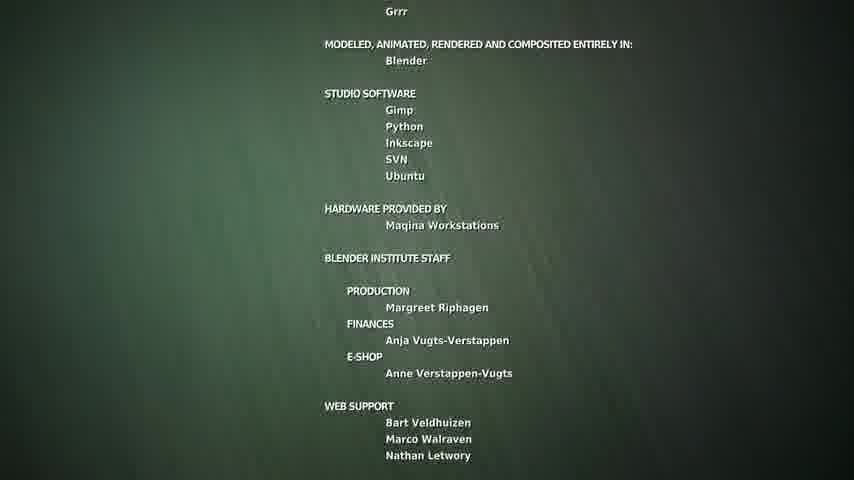 Grrr
MODELED, ANIMATED, RENDERED AND COMPOSITED ENTIRELY IN:
Blender
STUDIO SOFTWARE
Gimp
Python
Inkscape
SVN
Ubuntu
HARDWARE PROVIDED BY
Maqina Workstations
BLENDER INSTITUTE STAFF
PRODUCTION
Margreet Riphagen
FINANCES
Anja Vugts-Verstappen
E-SHOP
Anne Verstappen-Vugts
WEB SUPPORT
Bart Veldhuizen
Marco Walraven
Nathan Letwory